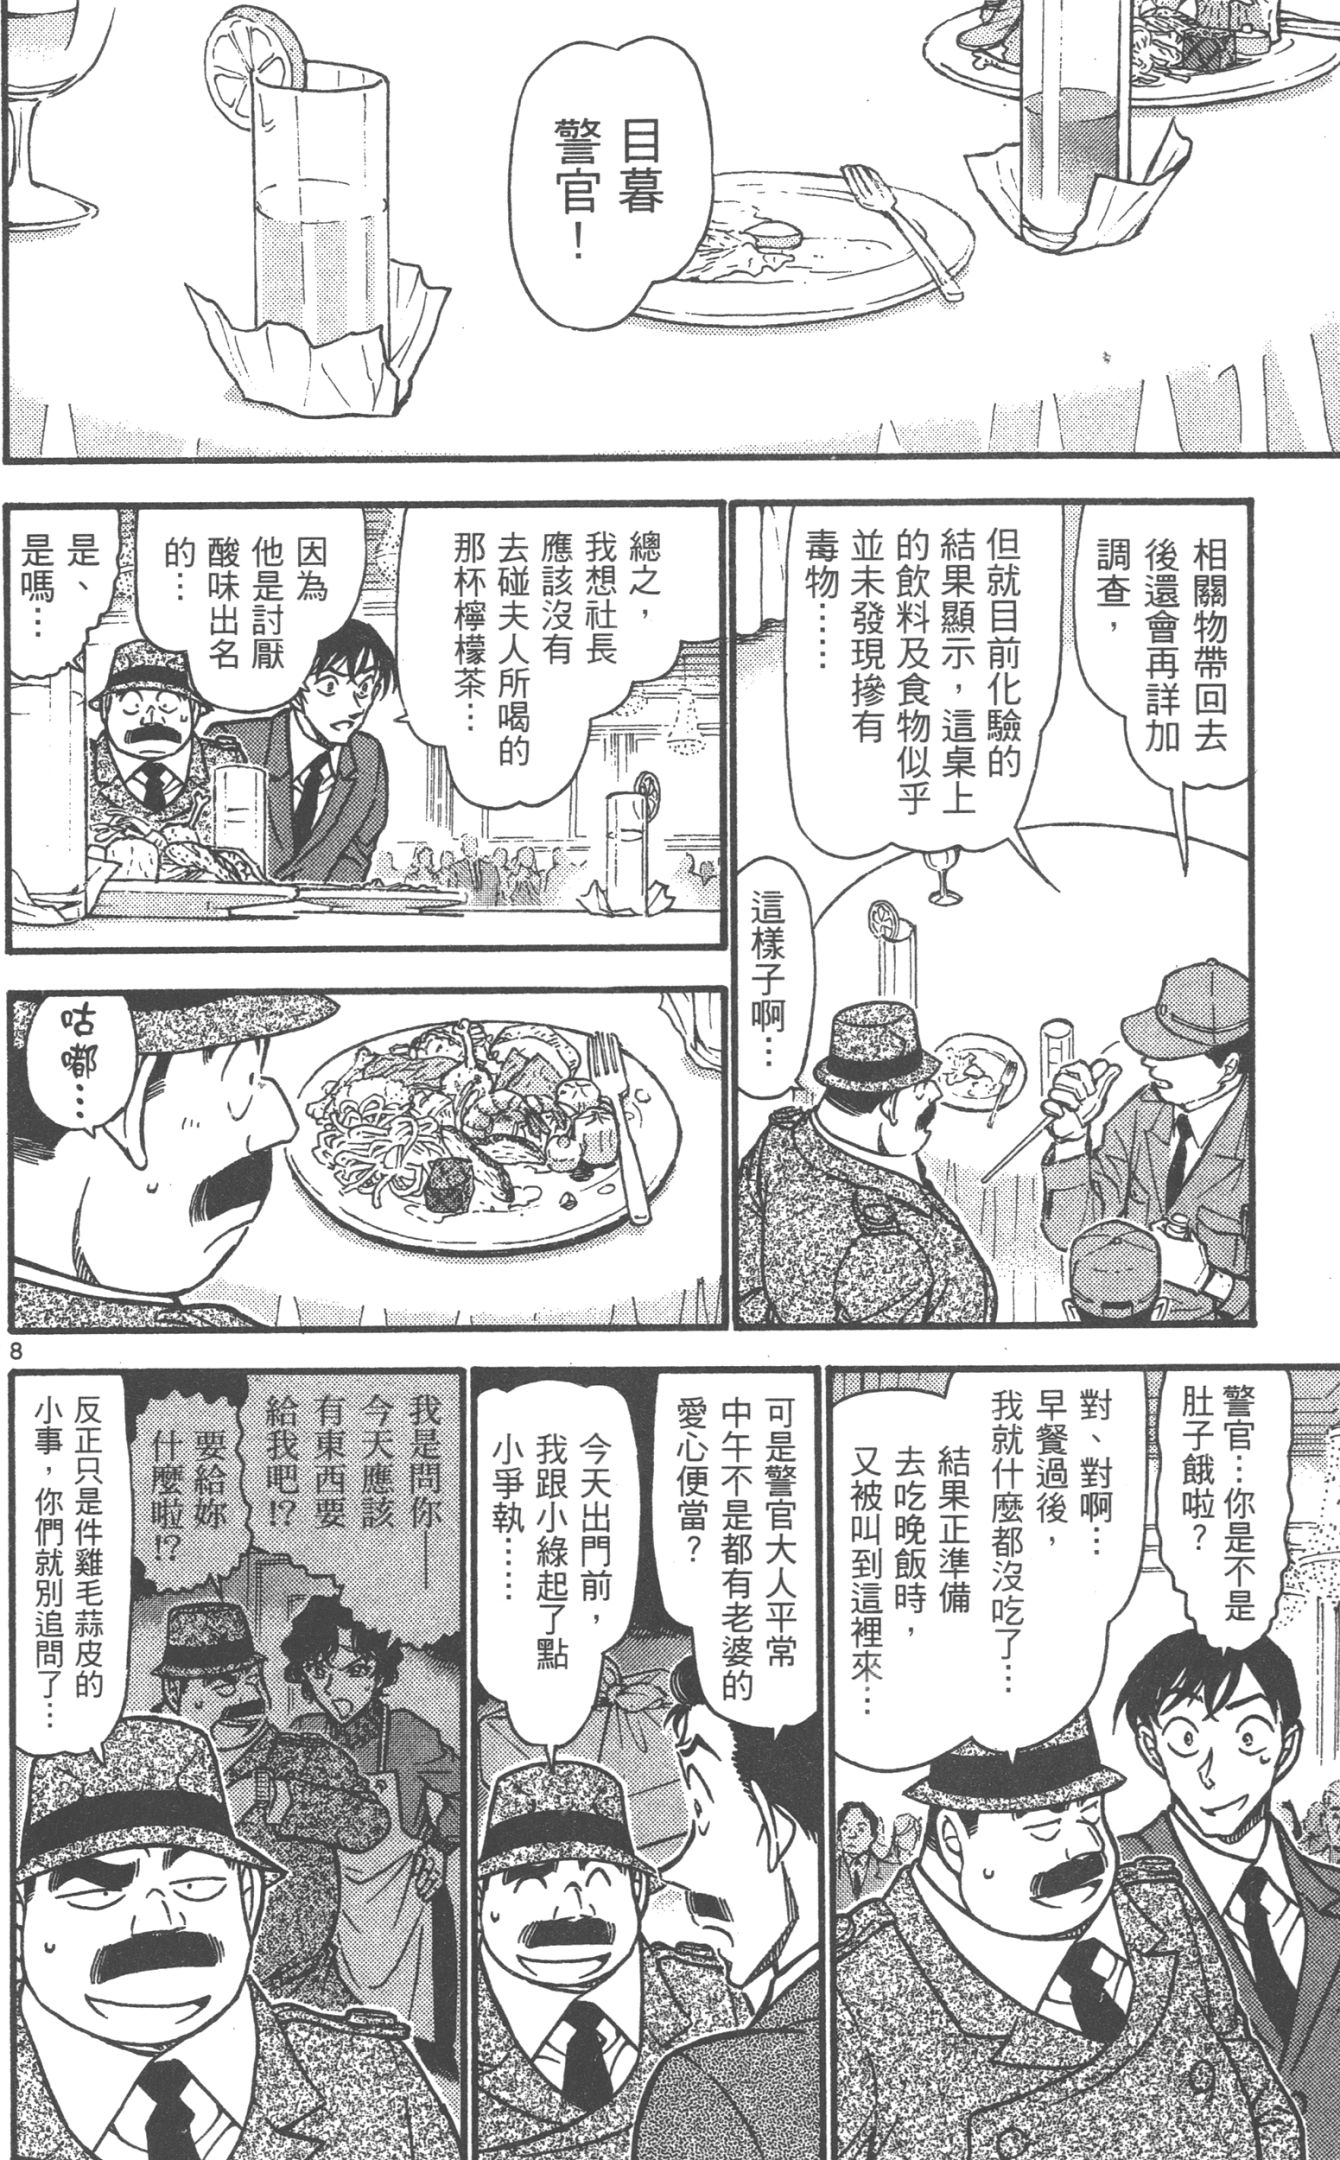 目暮
警官！
相關物帶回去
後還會再詳加
調查，
但就目前化驗的
結果顯示，這桌上
的飲料及食物似乎
並未發現摻有
毒物……
這樣子啊…
總之，
我想社長
應該沒有
去碰夫人所喝的
那杯檸檬茶…
因為
他是討厭
酸味出名
的…
是、
是嗎…
咕嘟…
8
警官…你是不是
肚子餓啦？
對、對啊…
早餐過後，
我就什麼都沒吃了…
結果正準備
去吃晚飯時，
又被叫到這裡來…
可是警官大人平常
中午不是都有老婆的
愛心便當？
今天出門前，
我跟小綠起了點
小爭執……
我是問你——
今天應該
有東西要
給我吧!?
要給妳
什麼啦!?
反正只是件雞毛蒜皮的
小事，你們就別追問了…